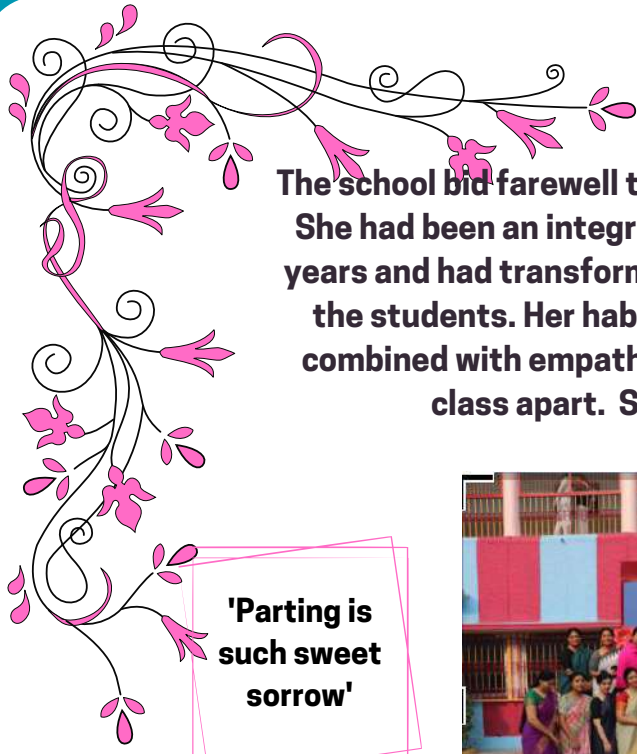 The school bid farewell t
She had been an integr
years and had transform
the students. Her hab
combined with empath
class apart. S
'Parting is
such sweet
sorrow'